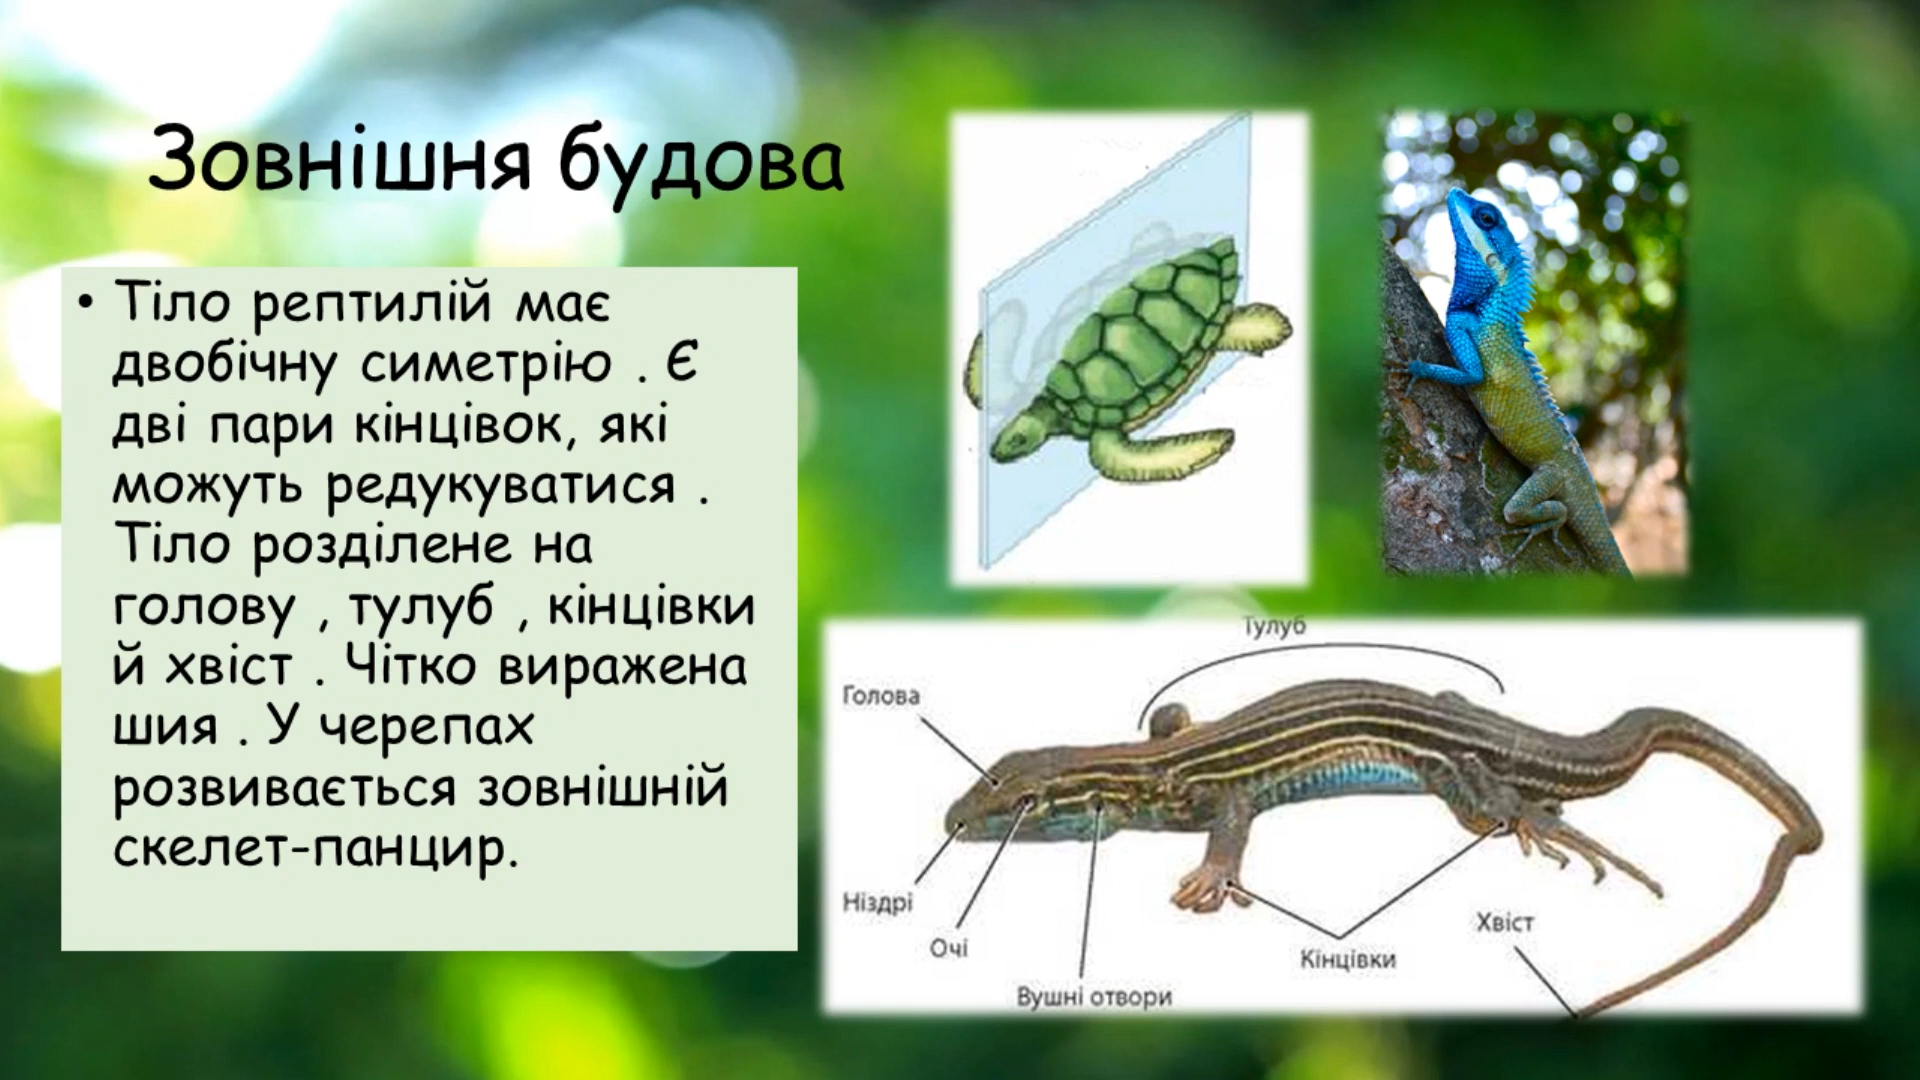 Зовнішня будова
• Тіло рептилій має
двобічну симетрію . Є
дві пари кінцівок, які
можуть редукуватися .
Тіло розділене на
голову , тулуб , кінцівки
й хвіст . Чітко виражена
шия . У черепах
розвивається зовнішній
скелет-панцир.
Тулуб
Голова
Ніздрі
Очі
Вушні отвори
Кінцівки
Хвіст